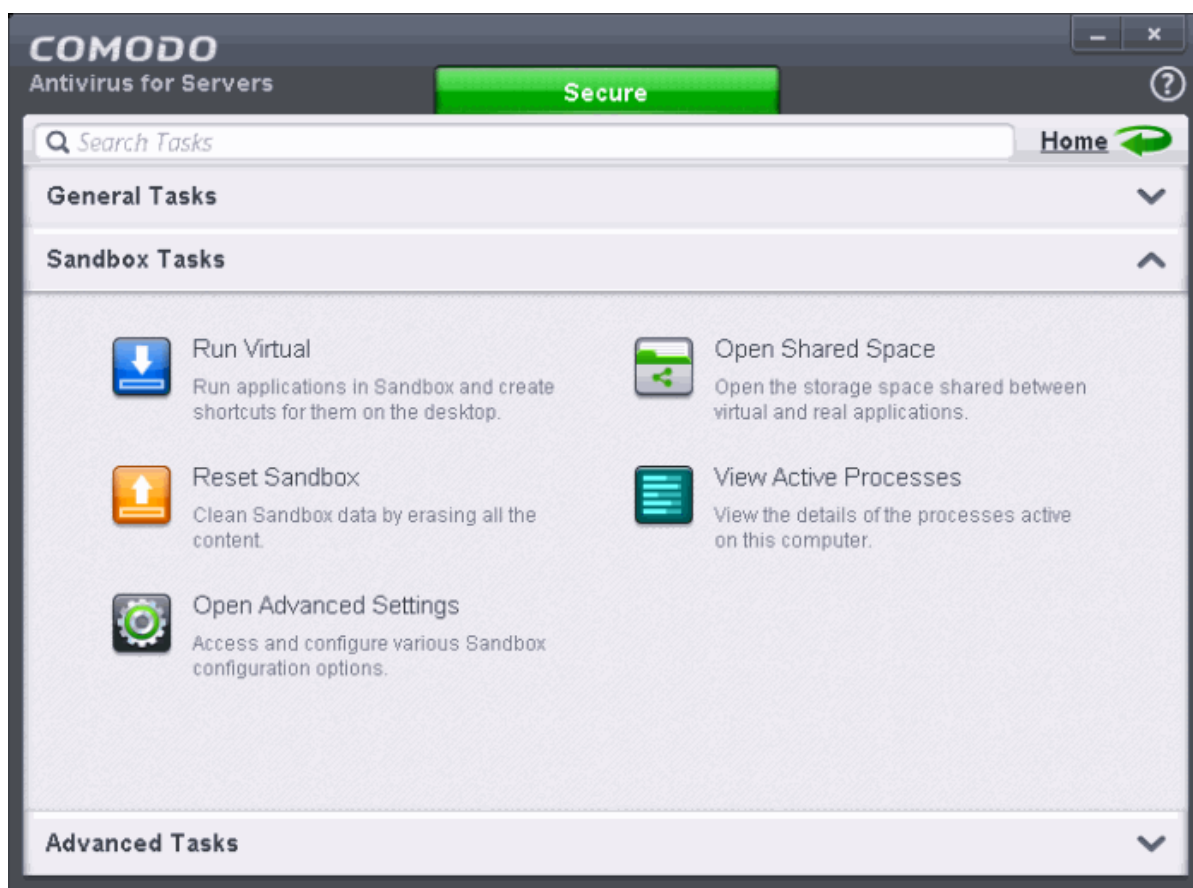 COMODO
Antivirus for Servers
Secure
?
Search Tasks
Home
General Tasks
Sandbox Tasks
Run Virtual
Run applications in Sandbox and create
shortcuts for them on the desktop.
Open Shared Space
Open the storage space shared between
virtual and real applications.
Reset Sandbox
Clean Sandbox data by erasing all the
content.
View Active Processes
View the details of the processes active
on this computer.
Open Advanced Settings
Access and configure various Sandbox
configuration options.
Advanced Tasks